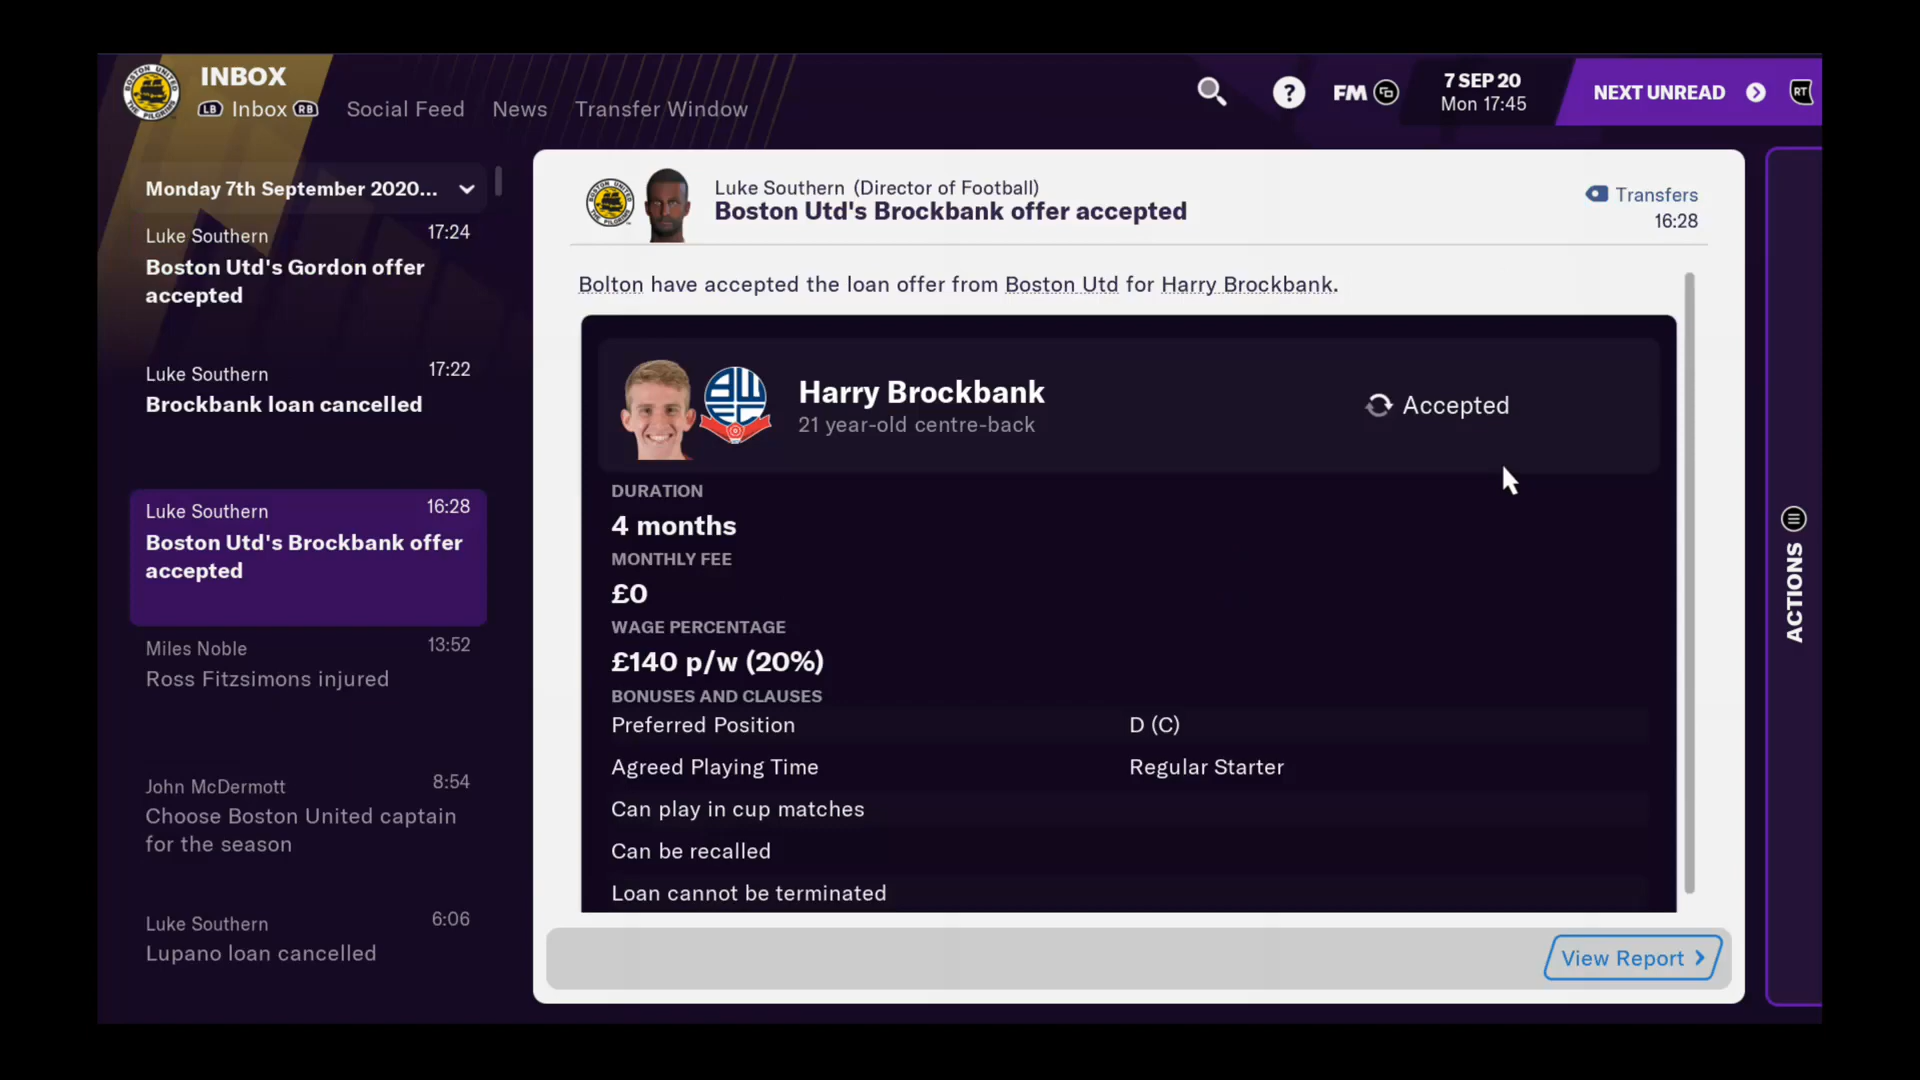 INBOX
LB Inbox RB Social Feed News Transfer Window
? FM 7 SEP 20
Mon 17:45
NEXT UNREAD RT
Monday 7th September 2020...
Luke Southern 17:24
Boston Utd's Gordon offer
accepted
Luke Southern 17:22
Brockbank loan cancelled
Luke Southern 16:28
Boston Utd's Brockbank offer
accepted
Miles Noble 13:52
Ross Fitzsimons injured
John McDermott 8:54
Choose Boston United captain
for the season
Luke Southern 6:06
Lupano loan cancelled
Luke Southern (Director of Football)
Boston Utd's Brockbank offer accepted
Transfers
16:28
Bolton have accepted the loan offer from Boston Utd for Harry Brockbank.
Harry Brockbank
21 year-old centre-back
Accepted
DURATION
4 months
MONTHLY FEE
£0
WAGE PERCENTAGE
£140 p/w (20%)
BONUSES AND CLAUSES
Preferred Position D (C)
Agreed Playing Time Regular Starter
Can play in cup matches
Can be recalled
Loan cannot be terminated
View Report
ACTIONS